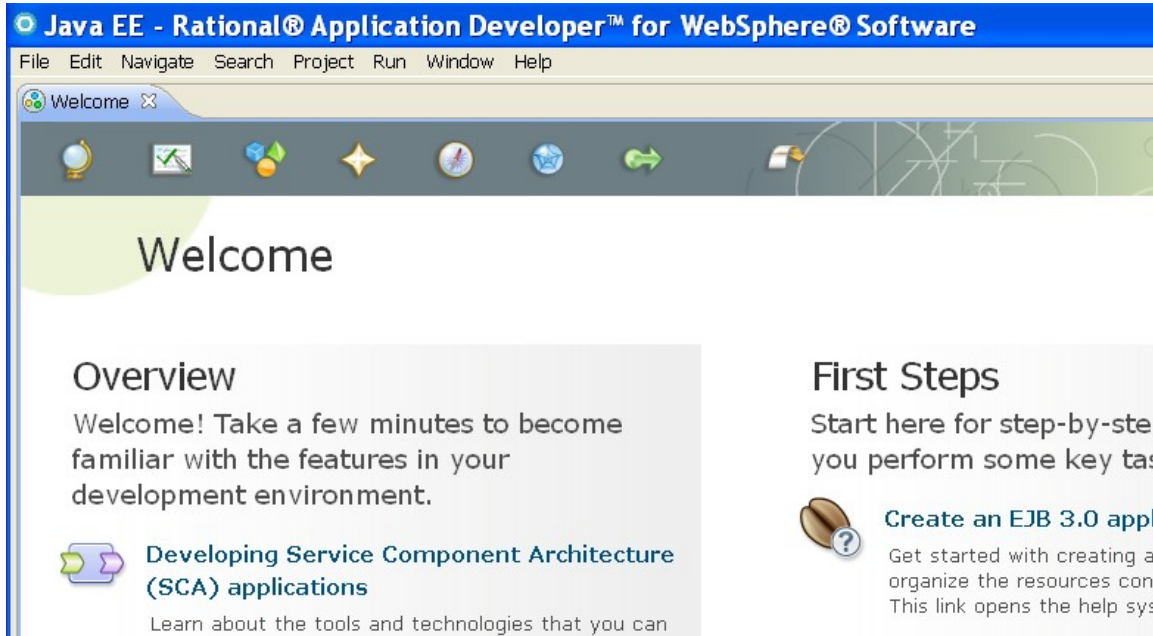 Java EE - Rational® Application Developer™ for WebSphere® Software
File Edit Navigate Search Project Run Window Help
Welcome
Welcome
Overview
Welcome! Take a few minutes to become
familiar with the features in your
development environment.
Developing Service Component Architecture
(SCA) applications
Learn about the tools and technologies that you can
First Steps
Start here for step-by-ste
you perform some key tas
Create an EJB 3.0 appl
Get started with creating a
organize the resources con
This link opens the help sys